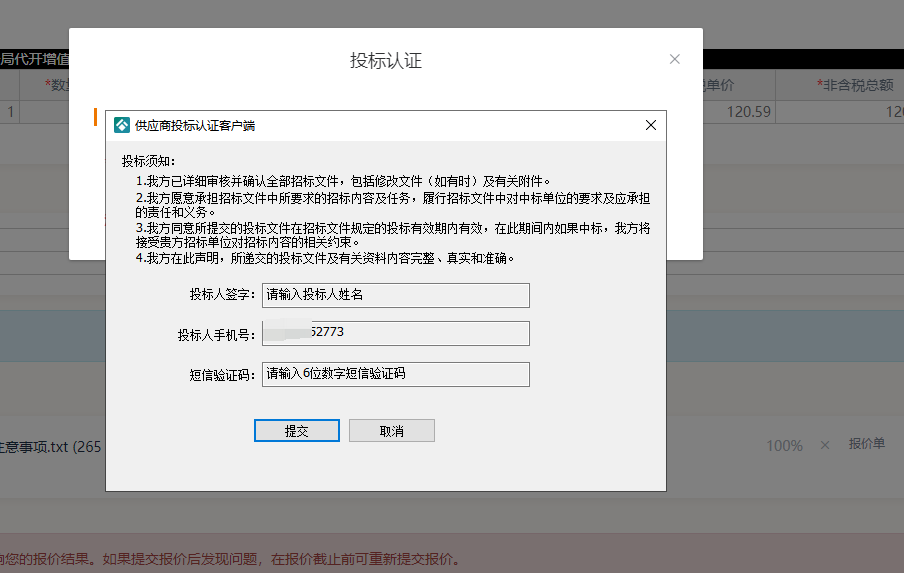 投标认证
局代开增值
*数
税单价
*非含税总额
1
120.59
供应商投标认证客户端
投标须知：
1.我方已详细审核并确认全部招标文件，包括修改文件（如有时）及有关附件。
2.我方愿意承担招标文件中所要求的招标内容及任务，履行招标文件中对中标单位的要求及应承担
的责任和义务。
3.我方同意所提交的投标文件在招标文件规定的投标有效期内有效，在此期间内如果中标，我方将
接受贵方招标单位对招标内容的相关约束。
4.我方在此声明，所递交的投标文件及有关资料内容完整、真实和准确。
投标人签字： 请输入投标人姓名
投标人手机号： 52773
短信验证码： 请输入6位数字短信验证码
提交 取消
注意事项.txt (265
100% × 报价单
您的报价结果。如果提交报价后发现问题，在报价截止前可重新提交报价。